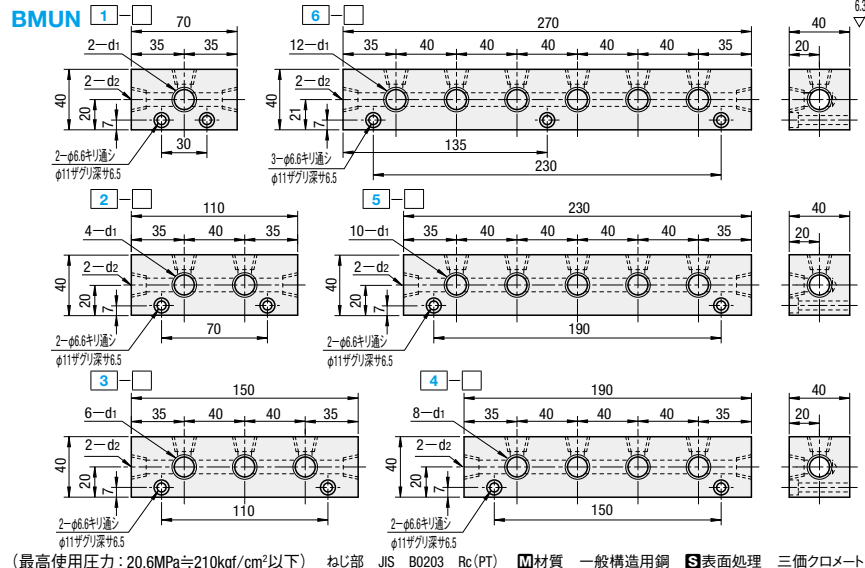 BMUN
1-□
70
35 35
2-d1
2-d2
40
20
7
30
2-φ6.6キリ通シ
φ11ザグリ深サ6.5
6-□
270
35 40 40 40 40 40 35
12-d1
2-d2
40
21
7
135
230
3-φ6.6キリ通シ
φ11ザグリ深サ6.5
6.3
40
20
2-□
110
35 40 35
4-d1
2-d2
40
20
7
70
2-φ6.6キリ通シ
φ11ザグリ深サ6.5
5-□
230
35 40 40 40 40 35
10-d1
2-d2
40
20
7
190
2-φ6.6キリ通シ
φ11ザグリ深サ6.5
40
20
3-□
150
35 40 40 35
6-d1
2-d2
40
20
7
110
2-φ6.6キリ通シ
φ11ザグリ深サ6.5
4-□
190
35 40 40 40 35
8-d1
2-d2
40
20
7
150
2-φ6.6キリ通シ
φ11ザグリ深サ6.5
40
20
(最高使用圧力：20.6MPa≒210kgf/cm²以下) ねじ部 JIS B0203 Rc(PT) M材質 一般構造用鋼 S表面処理 三価クロメート